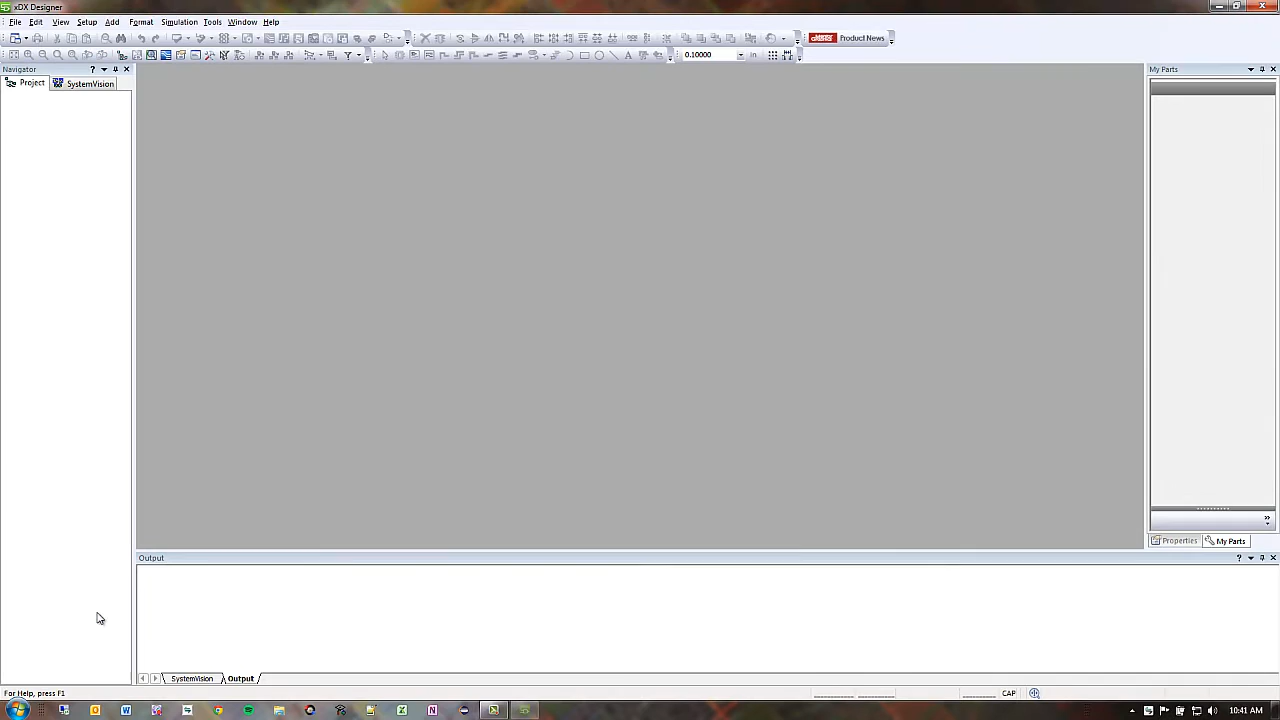 xDX Designer
File Edit View Setup Add Format Simulation Tools Window Help
Product News
0.10000 in
Navigator ?
Project SystemVision
My Parts
Properties My Parts
Output ?
SystemVision Output
For Help, press F1
CAP
10:41 AM